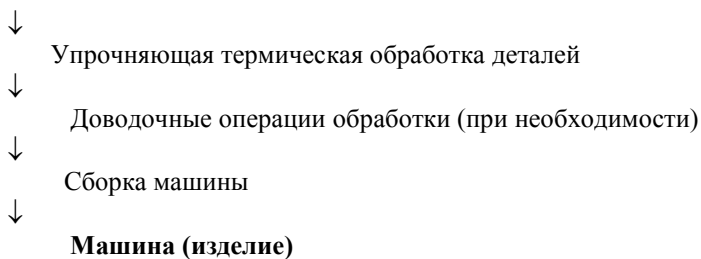 ↓
Упрочняющая термическая обработка деталей
↓
Доводочные операции обработки (при необходимости)
↓
Сборка машины
↓
Машина (изделие)